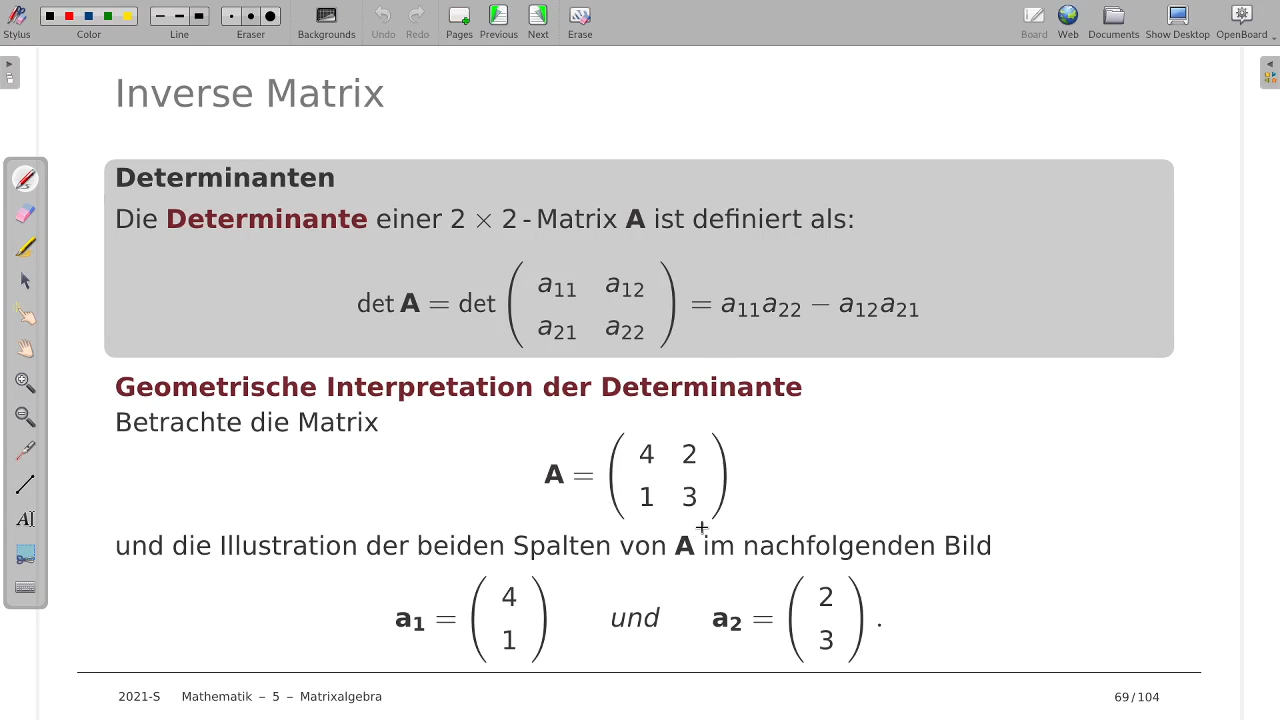 Stylus Color Line Eraser Backgrounds Undo Redo Pages Previous Next Erase Board Web Documents Show Desktop OpenBoard
Inverse Matrix
Determinanten
Die Determinante einer 2 × 2 - Matrix A ist definiert als:
det A = det ( a11 a12
a21 a22 ) = a11a22 − a12a21
Geometrische Interpretation der Determinante
Betrachte die Matrix
A = ( 4 2
1 3 )
und die Illustration der beiden Spalten von A im nachfolgenden Bild
a1 = ( 4
1 ) und a2 = ( 2
3 ) .
2021-S Mathematik – 5 – Matrixalgebra 69 / 104